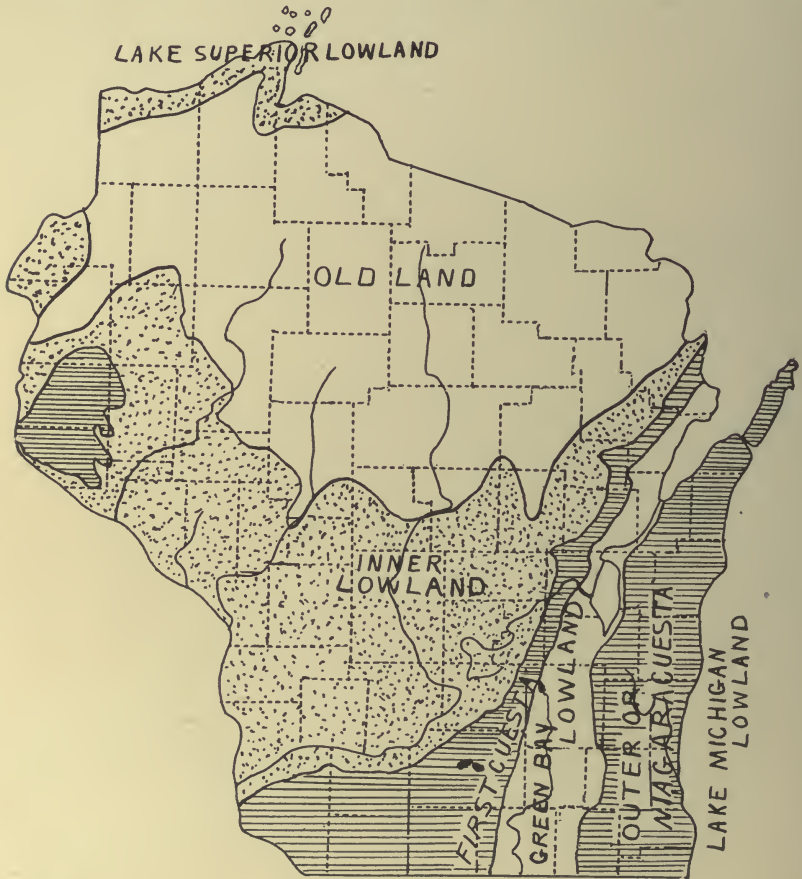 LAKE SUPERIOR LOWLAND
OLD LAND
INNER
LOWLAND
FIRST CUESTA
GREEN BAY
LOWLAND
OUTER OR
NIAGARA CUESTA
LAKE MICHIGAN
LOWLAND